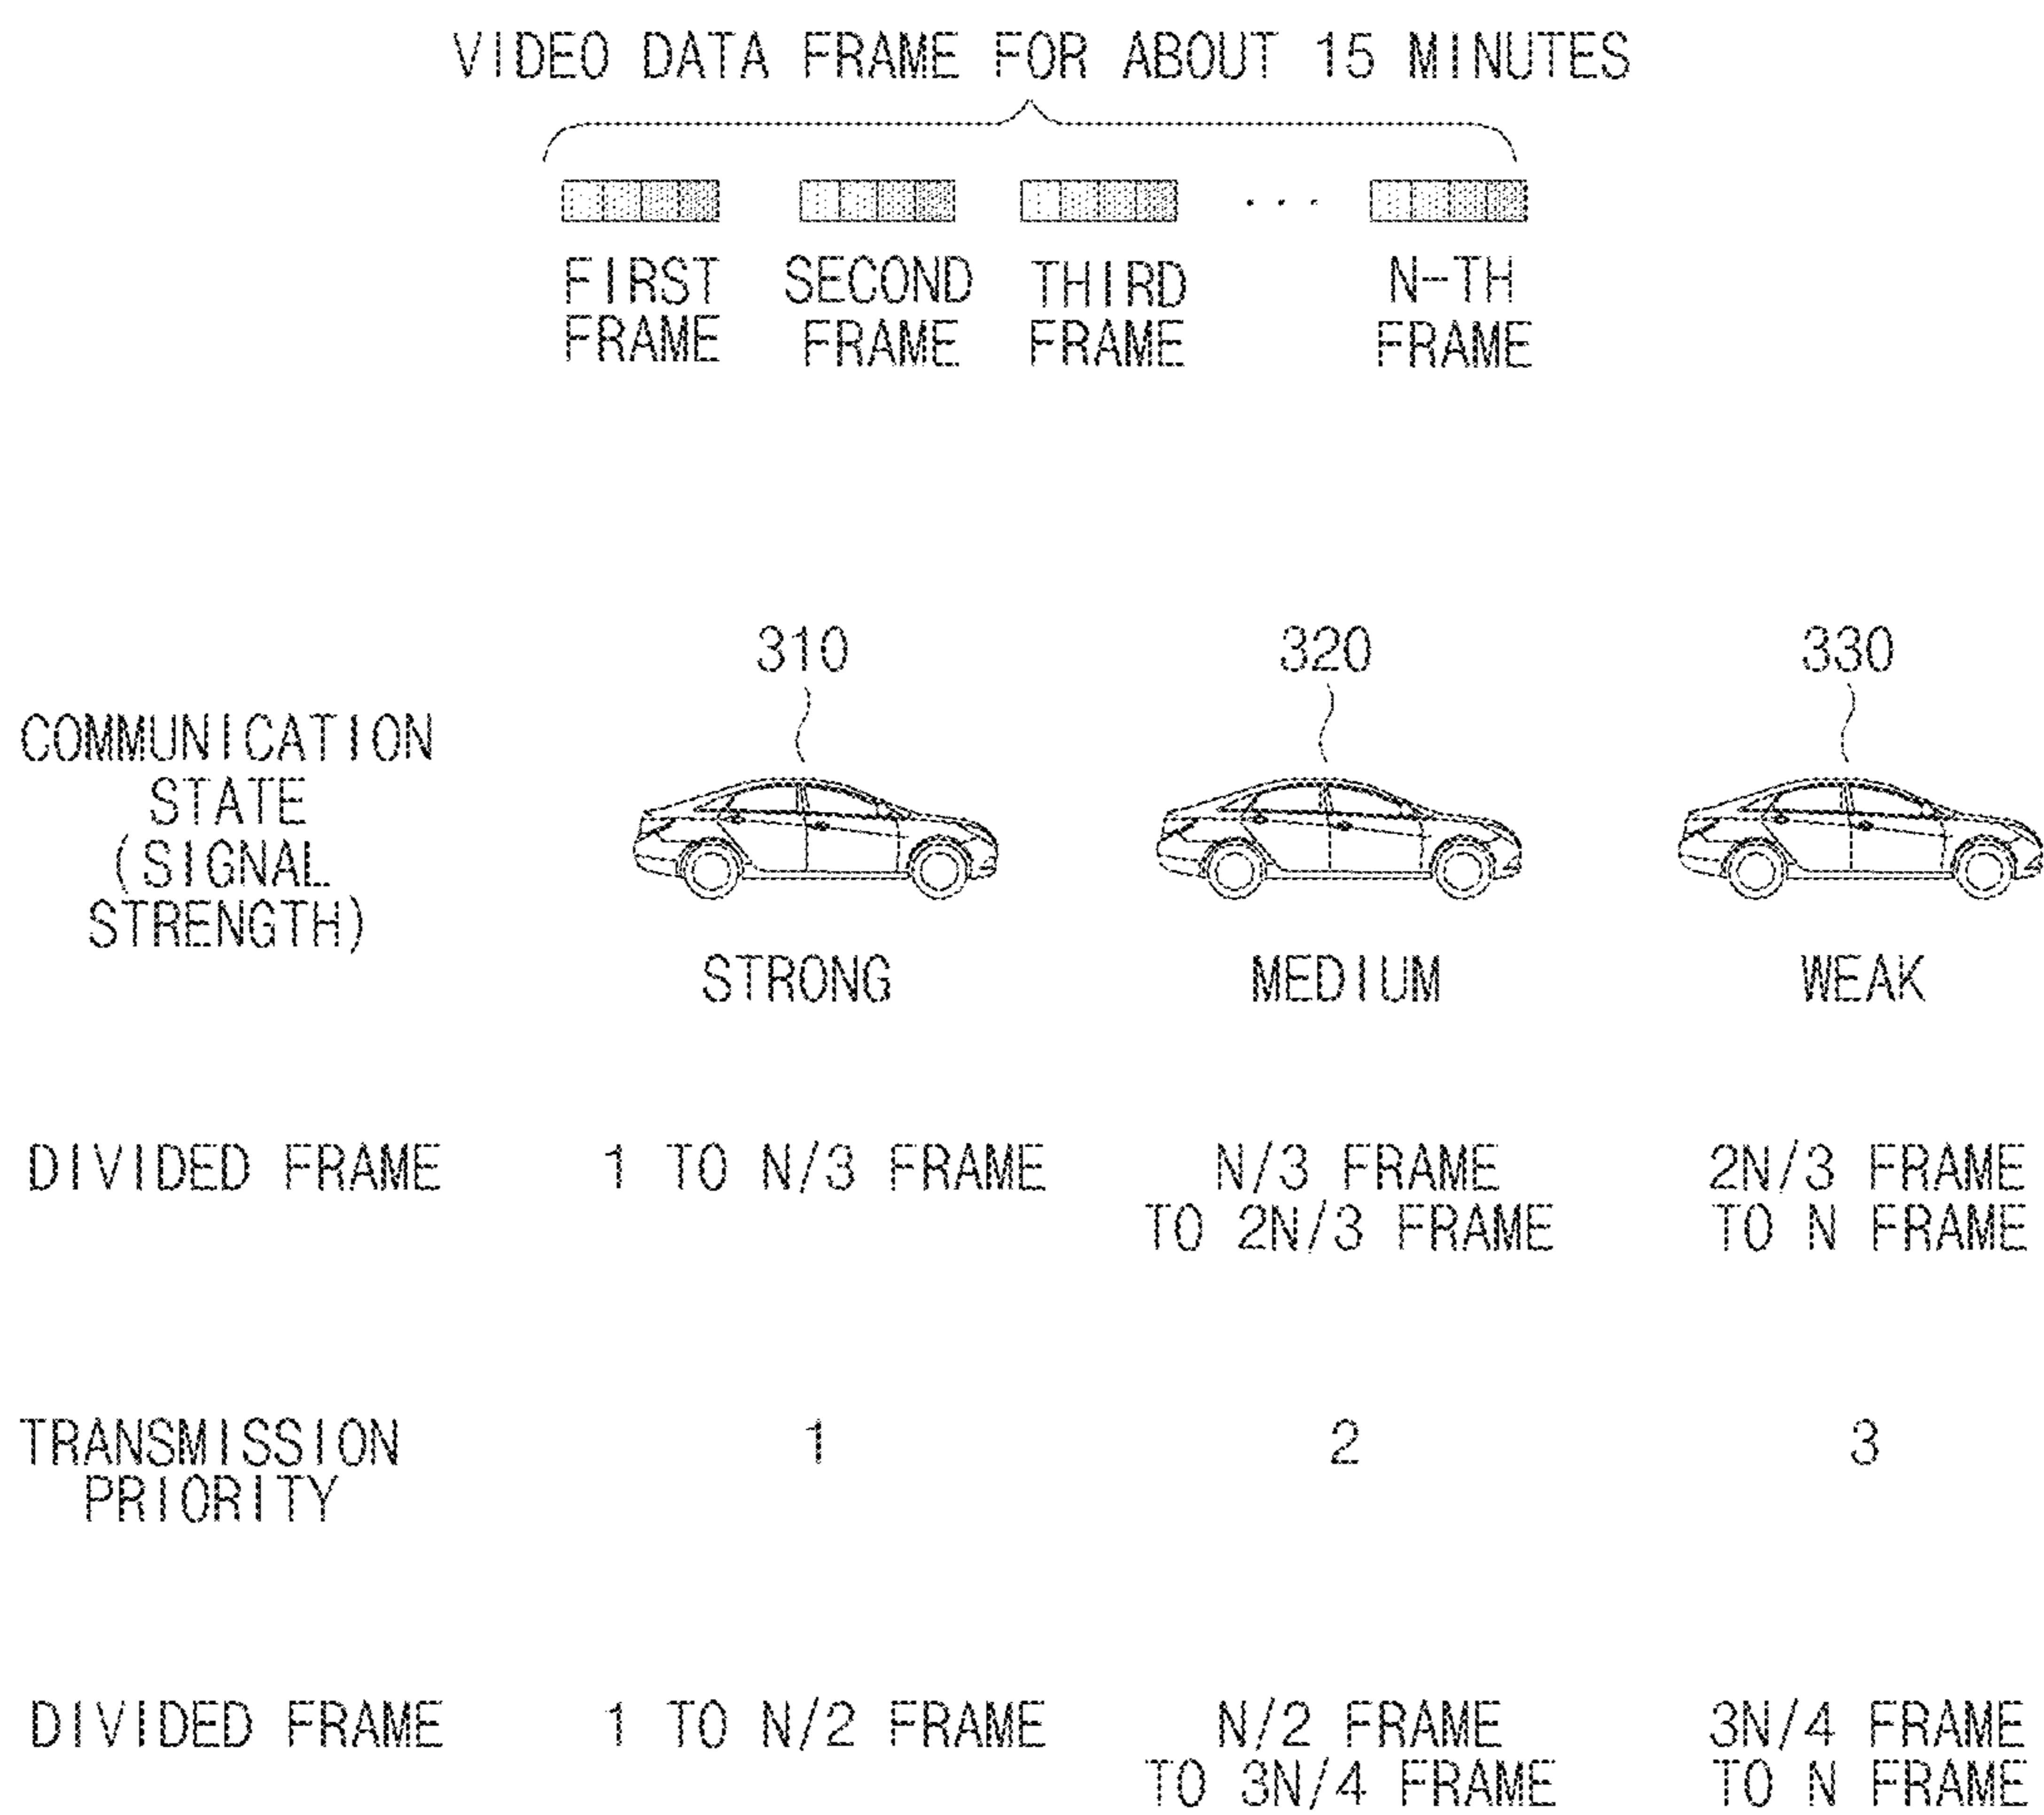 VIDEO DATA FRAME FOR ABOUT 15 MINUTES
. . .
FIRST FRAME
SECOND FRAME
THIRD FRAME
N-TH FRAME
310
320
330
COMMUNICATION
STATE
(SIGNAL
STRENGTH)
STRONG
MEDIUM
WEAK
DIVIDED FRAME
1 TO N/3 FRAME
N/3 FRAME
TO 2N/3 FRAME
2N/3 FRAME
TO N FRAME
TRANSMISSION
PRIORITY
1
2
3
DIVIDED FRAME
1 TO N/2 FRAME
N/2 FRAME
TO 3N/4 FRAME
3N/4 FRAME
TO N FRAME